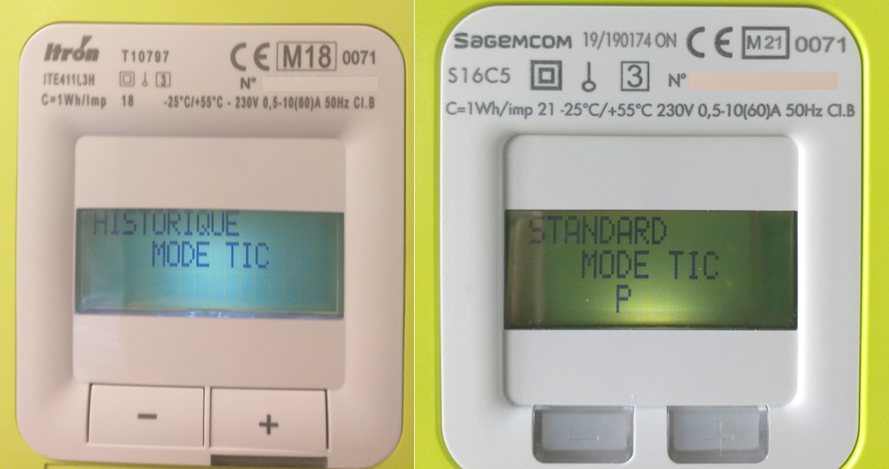 Itron T10797 CE M18 0071
ITE411L3H 3 N°
C=1Wh/Imp 18 -25°C/+55°C - 230V 0,5-10(60)A 50Hz Cl.B
HISTORIQUE
MODE TIC
- +
SAGEMCOM 19/190174 ON CE M21 0071
S16C5 3 N°
C=1Wh/imp 21 -25°C/+55°C 230V 0,5-10(60)A 50Hz Cl.B
STANDARD
MODE TIC
P
- +